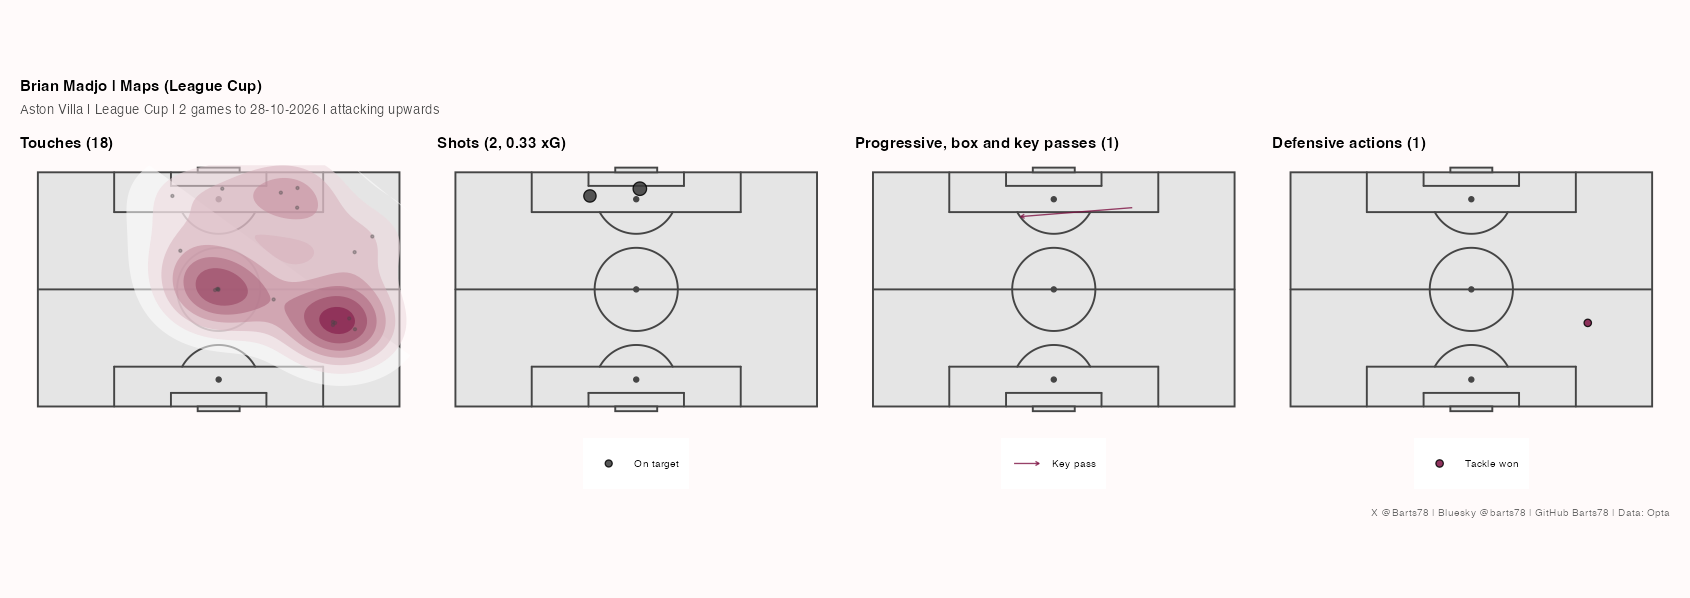 Brian Madjo | Maps (League Cup)
Aston Villa | League Cup | 2 games to 28-10-2026 | attacking upwards
Touches (18)
Shots (2, 0.33 xG)
Progressive, box and key passes (1)
Defensive actions (1)
On target
Key pass
Tackle won
X @Barts78 | Bluesky @barts78 | GitHub Barts78 | Data: Opta